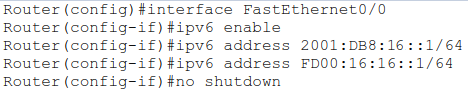 Router(config)#interface FastEthernet0/0
Router(config-if)#ipv6 enable
Router(config-if)#ipv6 address 2001:DB8:16::1/64
Router(config-if)#ipv6 address FD00:16:16::1/64
Router(config-if)#no shutdown